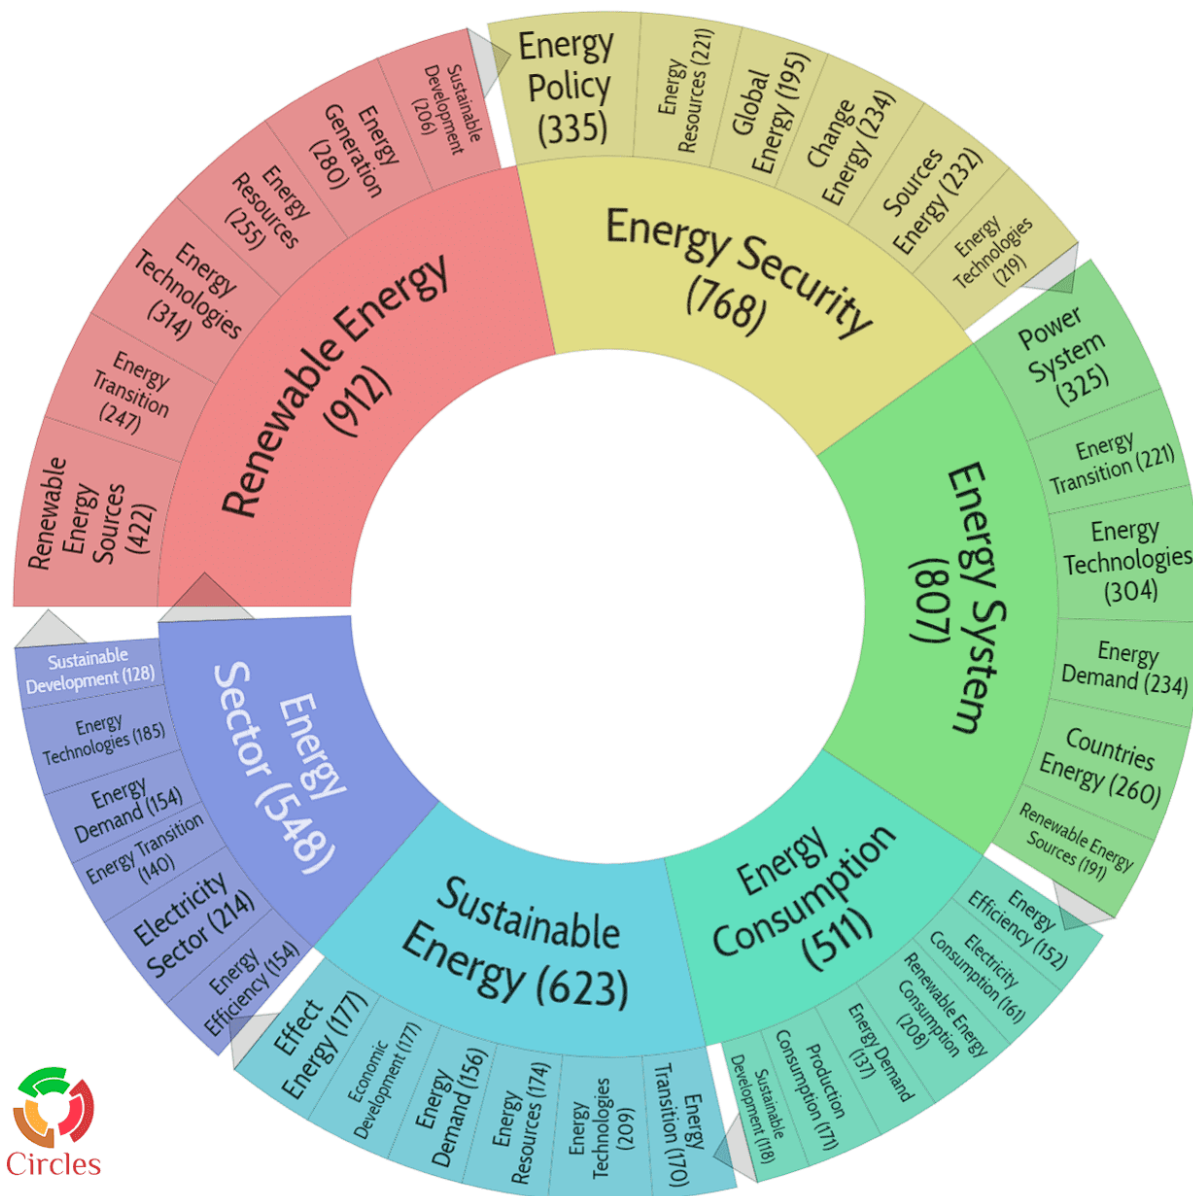 Renewable Energy
(912)
Renewable
Energy
Sources
(422)
Energy
Transition
(247)
Energy
Technologies
(314)
Energy
Resources
(255)
Energy
Generation
(280)
Sustainable
Development
(206)
Energy Security
(768)
Energy
Policy
(335)
Energy
Resources (221)
Global
Energy (195)
Change
Energy (234)
Sources
Energy (232)
Energy
Technologies
(219)
Energy System
(807)
Power
System
(325)
Energy
Transition (221)
Energy
Technologies
(304)
Energy
Demand (234)
Countries
Energy (260)
Renewable Energy
Sources (191)
Energy
Consumption
(511)
Energy
Efficiency (152)
Electricity
Consumption (161)
Renewable Energy
Consumption
(208)
Energy Demand
(137)
Production
Consumption (171)
Sustainable
Development (118)
Sustainable
Energy (623)
Energy
Transition (170)
Energy
Technologies
(209)
Energy
Resources (174)
Energy
Demand (156)
Economic
Development (177)
Effect
Energy (177)
Energy
Sector (548)
Energy
Efficiency (154)
Electricity
Sector (214)
Energy Transition
(140)
Energy
Demand (154)
Energy
Technologies (185)
Sustainable
Development (128)
Circles